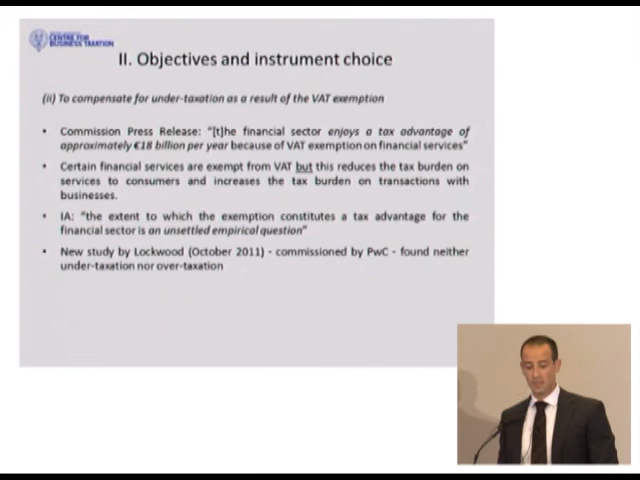 CENTRE FOR
BUSINESS TAXATION
II. Objectives and instrument choice
(ii) To compensate for under-taxation as a result of the VAT exemption
• Commission Press Release: "[t]he financial sector enjoys a tax advantage of
approximately €18 billion per year because of VAT exemption on financial services"
• Certain financial services are exempt from VAT but this reduces the tax burden on
services to consumers and increases the tax burden on transactions with
businesses.
• IA: "the extent to which the exemption constitutes a tax advantage for the
financial sector is an unsettled empirical question"
• New study by Lockwood (October 2011) - commissioned by PwC - found neither
under-taxation nor over-taxation